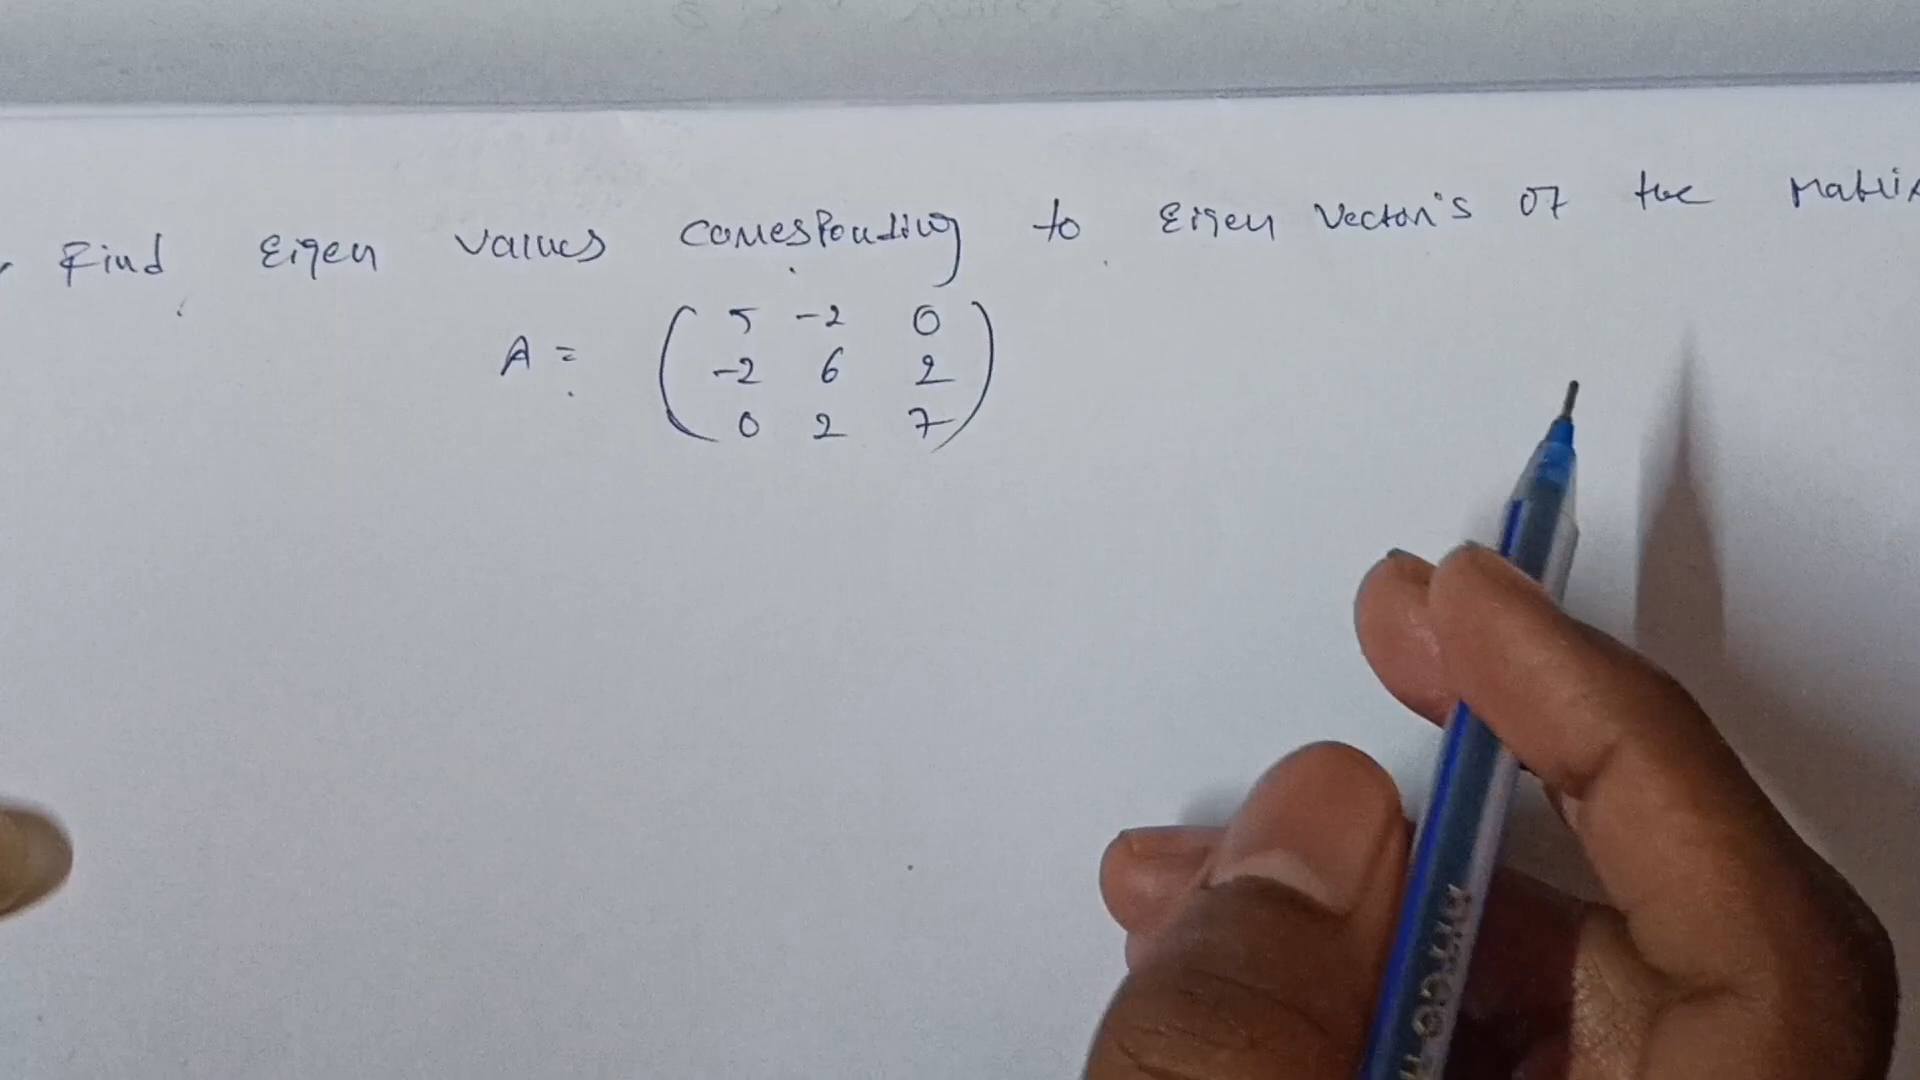 Find Eigen values corresponding to Eigen Vector's of the Matrix
A = ( 5 -2 0
-2 6 2
0 2 7 )